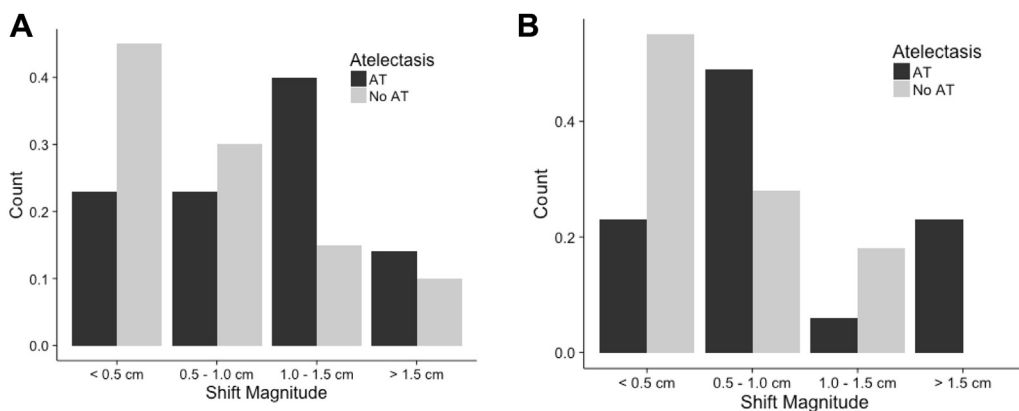 A
Count
0.4
0.3
0.2
0.1
0.0
Atelectasis
AT
No AT
< 0.5 cm 0.5 - 1.0 cm 1.0 - 1.5 cm > 1.5 cm
Shift Magnitude
B
Count
0.4
0.2
0.0
Atelectasis
AT
No AT
< 0.5 cm 0.5 - 1.0 cm 1.0 - 1.5 cm > 1.5 cm
Shift Magnitude